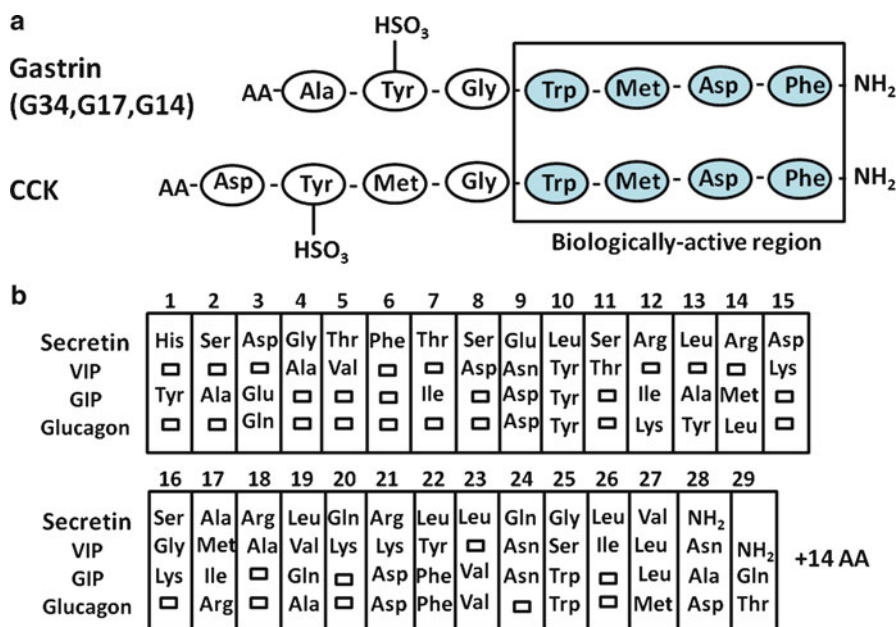 a
HSO₃
Gastrin
(G34,G17,G14)
AA- Ala - Tyr - Gly - Trp - Met - Asp - Phe - NH₂
CCK
AA- Asp - Tyr - Met - Gly - Trp - Met - Asp - Phe - NH₂
HSO₃
Biologically-active region
b
1 2 3 4 5 6 7 8 9 10 11 12 13 14 15
Secretin His Ser Asp Gly Thr Phe Thr Ser Glu Leu Ser Arg Leu Arg Asp
VIP Ala Val Asp Asn Tyr Thr Lys
GIP Tyr Ala Glu Ile Asp Tyr Ile Ala Met
Glucagon Gln Asp Tyr Lys Tyr Leu
16 17 18 19 20 21 22 23 24 25 26 27 28 29
Secretin Ser Ala Arg Leu Gln Arg Leu Leu Gln Gly Leu Val NH₂
VIP Gly Met Ala Val Lys Lys Tyr Asn Ser Ile Leu Asn NH₂
GIP Lys Ile Gln Asp Phe Val Asn Trp Leu Ala Gln
Glucagon Arg Ala Asp Phe Val Trp Met Asp Thr
+14 AA